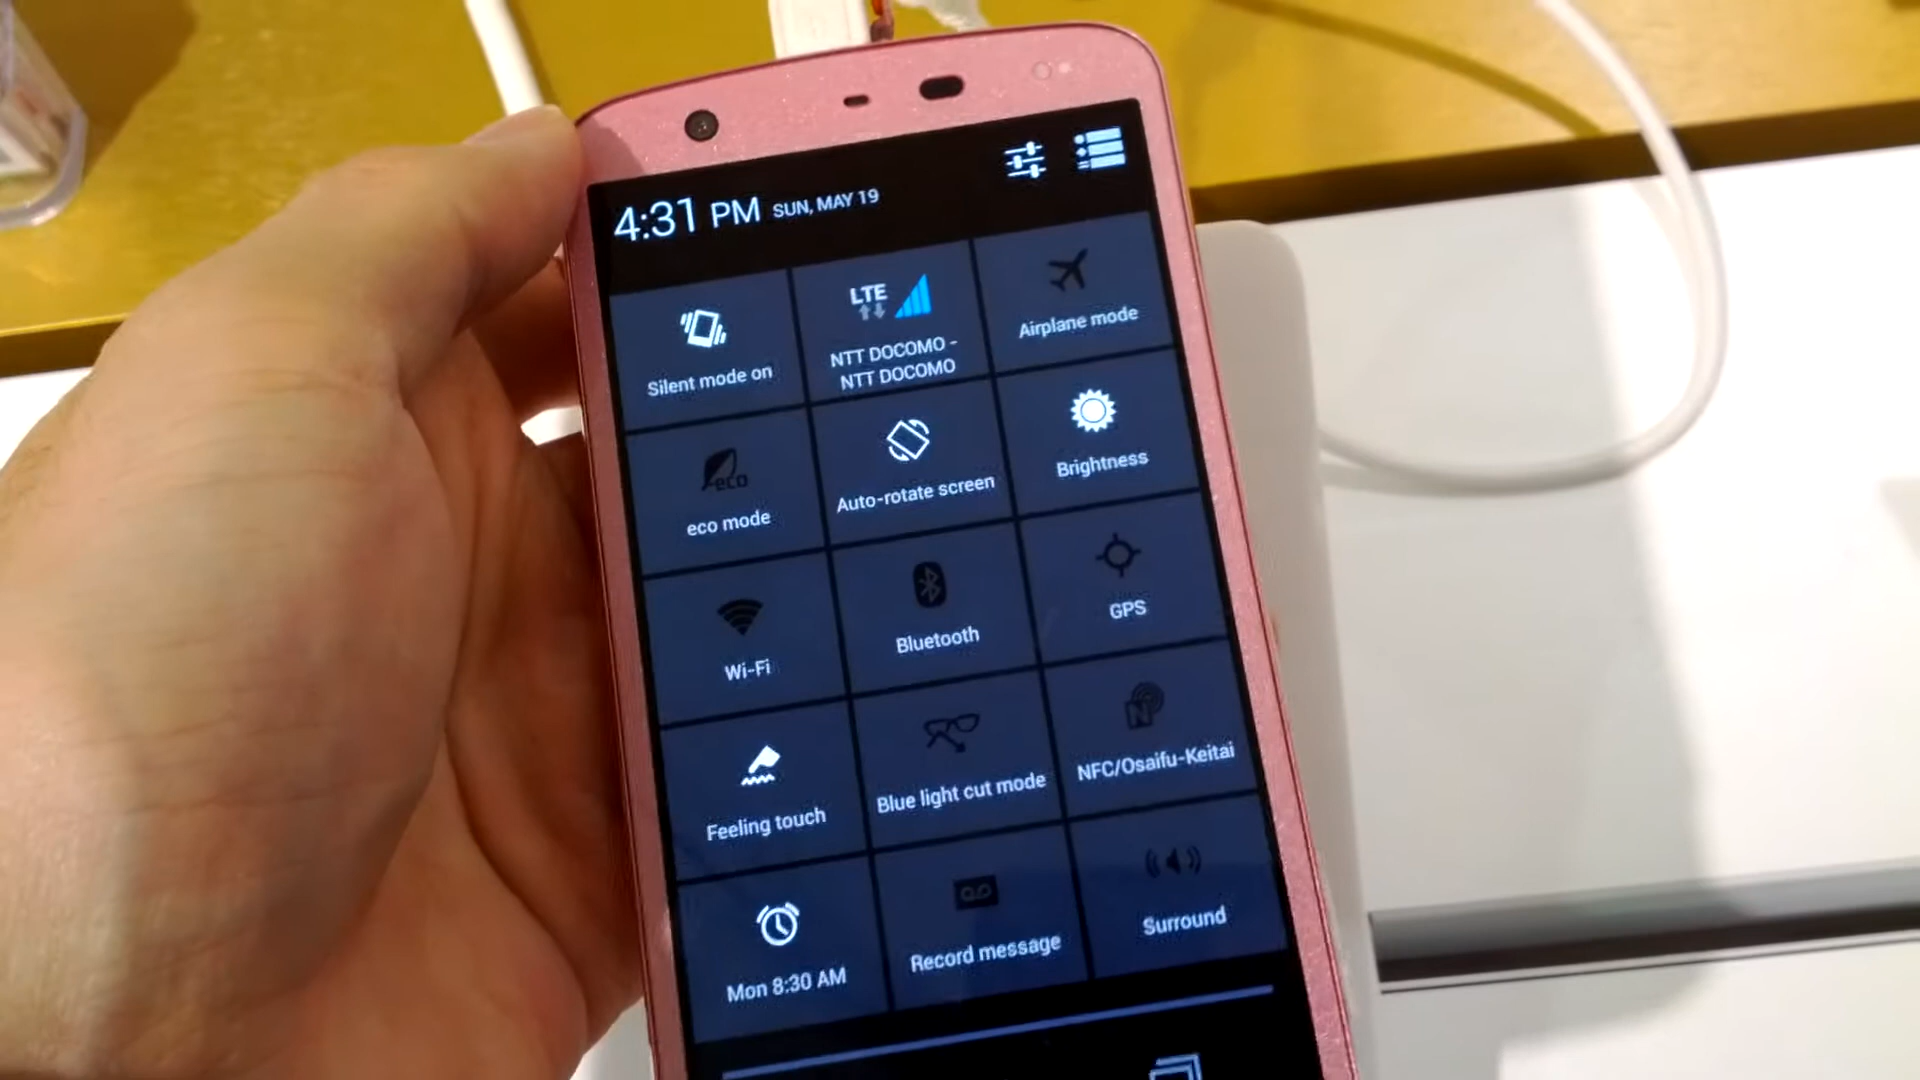 4:31 PM SUN, MAY 19
Silent mode on
LTE
NTT DOCOMO -
NTT DOCOMO
Airplane mode
eco
eco mode
Auto-rotate screen
Brightness
Wi-Fi
Bluetooth
GPS
Feeling touch
Blue light cut mode
N
NFC/Osaifu-Keitai
Mon 8:30 AM
Record message
Surround